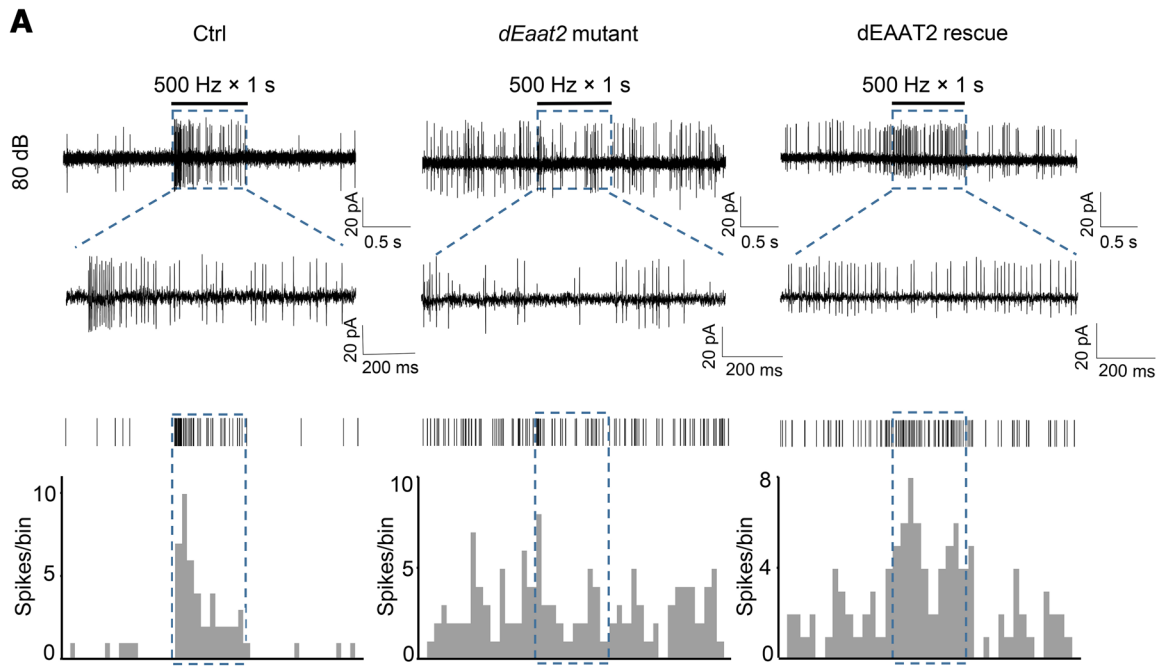 A
Ctrl
dEaat2 mutant
dEAAT2 rescue
500 Hz × 1 s
500 Hz × 1 s
500 Hz × 1 s
80 dB
20 pA
0.5 s
20 pA
0.5 s
20 pA
0.5 s
20 pA
200 ms
20 pA
200 ms
20 pA
200 ms
Spikes/bin
10
5
0
Spikes/bin
10
5
0
Spikes/bin
8
4
0